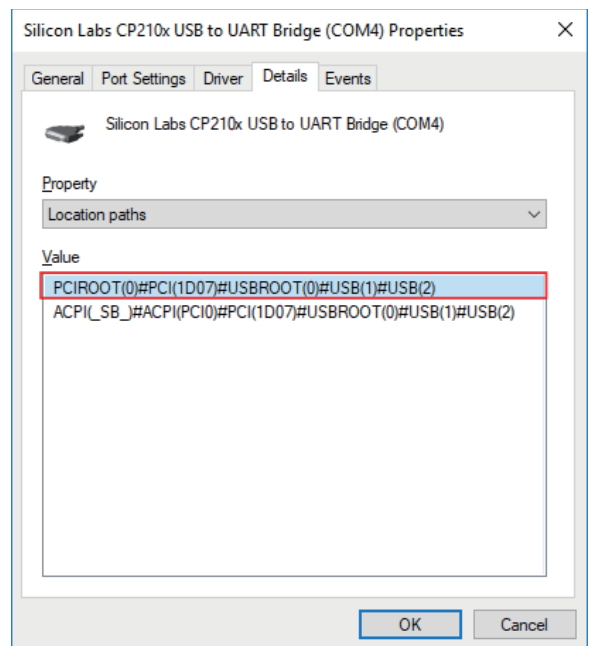 Silicon Labs CP210x USB to UART Bridge (COM4) Properties
General Port Settings Driver Details Events
Silicon Labs CP210x USB to UART Bridge (COM4)
Property
Location paths
Value
PCIROOT(0)#PCI(1D07)#USBROOT(0)#USB(1)#USB(2)
ACPI(_SB_)#ACPI(PCI0)#PCI(1D07)#USBROOT(0)#USB(1)#USB(2)
OK Cancel